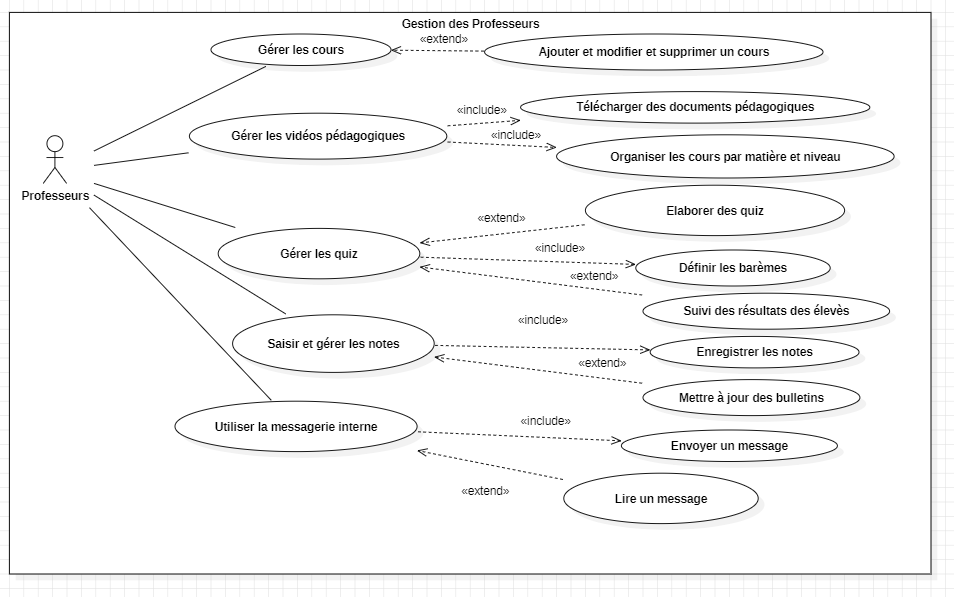 Gestion des Professeurs
Gérer les cours
«extend»
Ajouter et modifier et supprimer un cours
Gérer les vidéos pédagogiques
«include»
Télécharger des documents pédagogiques
«include»
Organiser les cours par matière et niveau
Professeurs
Gérer les quiz
«extend»
Elaborer des quiz
«include»
Définir les barèmes
«extend»
Suivi des résultats des élevès
Saisir et gérer les notes
«include»
Enregistrer les notes
«extend»
Mettre à jour des bulletins
Utiliser la messagerie interne
«include»
Envoyer un message
«extend»
Lire un message